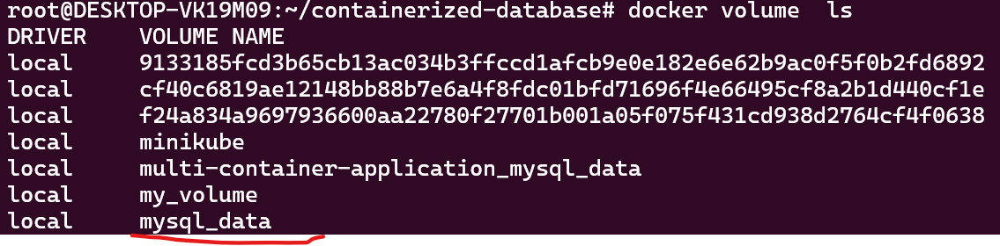 root@DESKTOP-VK19M09:~/containerized-database# docker volume  ls
DRIVER    VOLUME NAME
local     9133185fcd3b65cb13ac034b3ffccd1afcb9e0e182e6e62b9ac0f5f0b2fd6892
local     cf40c6819ae12148bb88b7e6a4f8fdc01bfd71696f4e66495cf8a2b1d440cf1e
local     f24a834a9697936600aa22780f27701b001a05f075f431cd938d2764cf4f0638
local     minikube
local     multi-container-application_mysql_data
local     my_volume
local     mysql_data